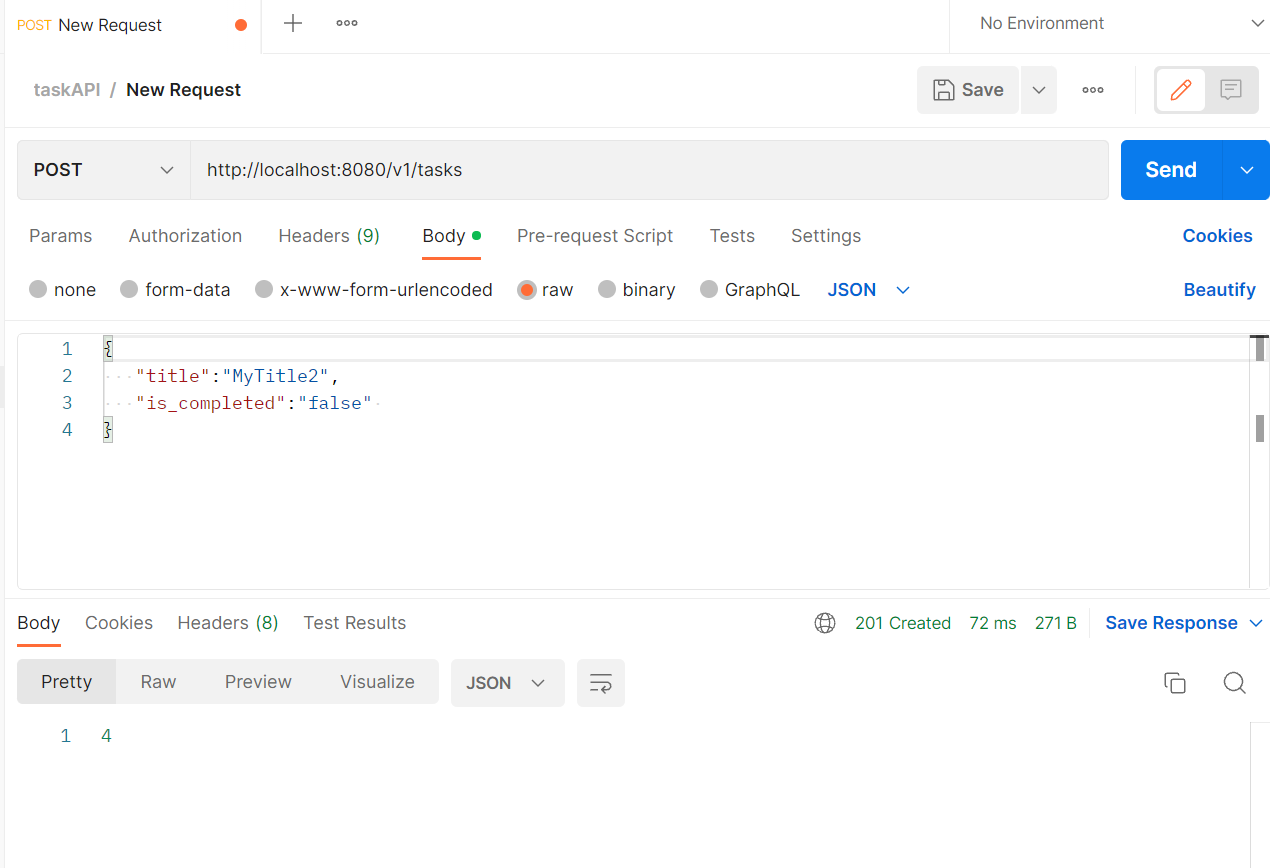 POST New Request
No Environment
taskAPI / New Request
Save
POST
http://localhost:8080/v1/tasks
Send
Params Authorization Headers (9) Body Pre-request Script Tests Settings Cookies
none form-data x-www-form-urlencoded raw binary GraphQL JSON Beautify
1 {
2 "title":"MyTitle2",
3 "is_completed":"false"
4 }
Body Cookies Headers (8) Test Results 201 Created 72 ms 271 B Save Response
Pretty Raw Preview Visualize JSON
1 4